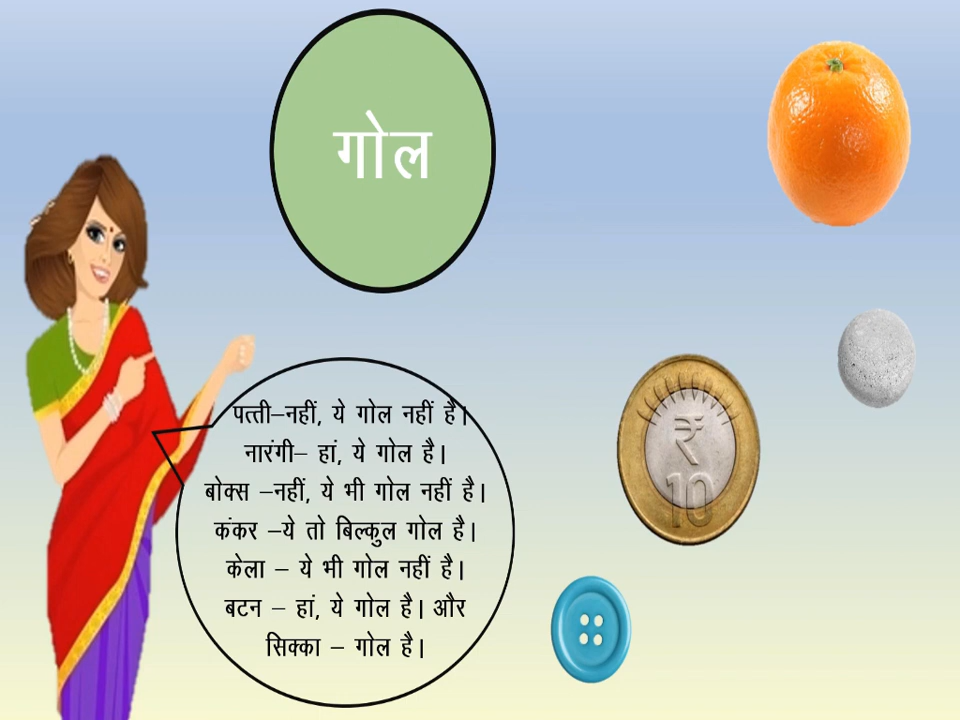 गोल
पत्ती–नहीं, ये गोल नहीं है।
नारंगी– हां, ये गोल है।
बोक्स –नहीं, ये भी गोल नहीं है।
कंकर –ये तो बिल्कुल गोल है।
केला – ये भी गोल नहीं है।
बटन – हां, ये गोल है। और
सिक्का – गोल है।
₹
10